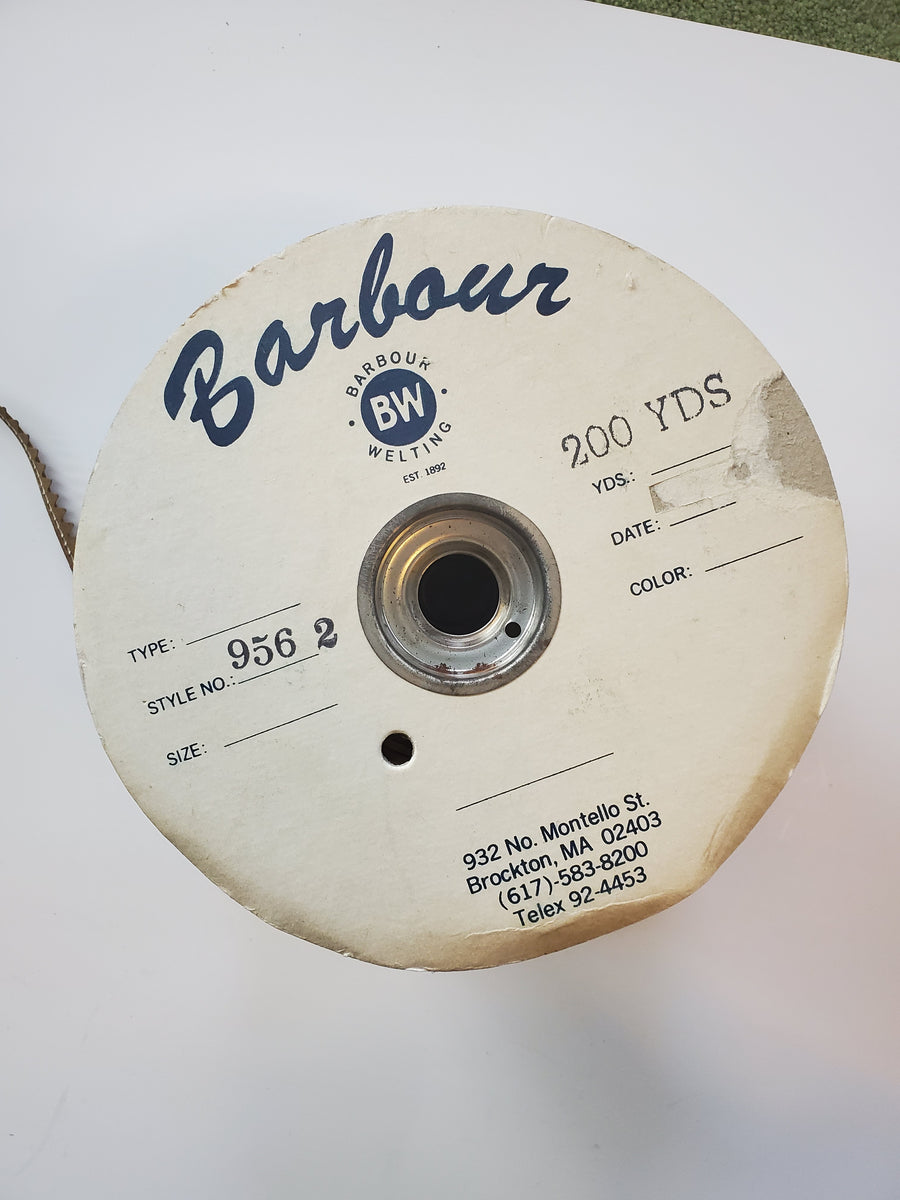 Barbour
BARBOUR
BW
WELTING
EST. 1892
200 YDS
YDS.:
DATE:
COLOR:
TYPE:
956 2
STYLE NO.:
SIZE:
932 No. Montello St.
Brockton, MA 02403
(617)-583-8200
Telex 92-4453